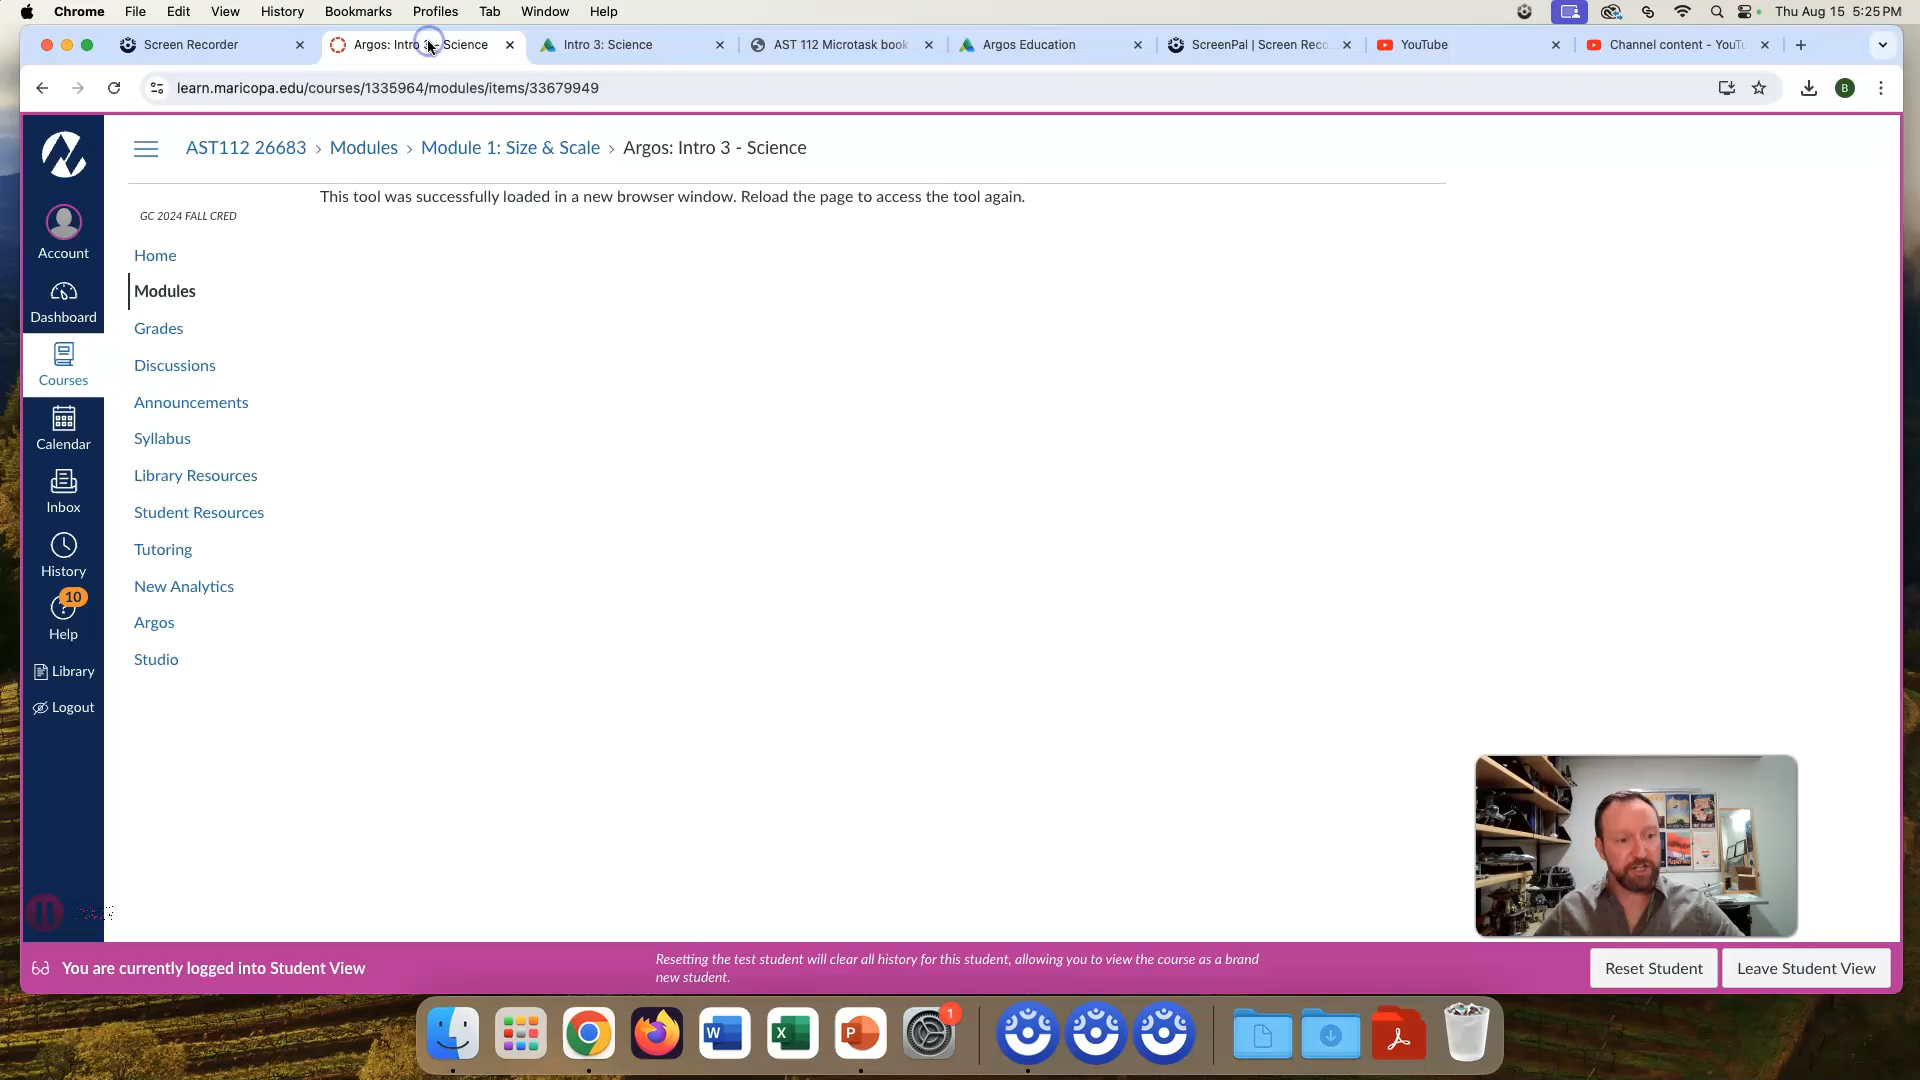 Chrome File Edit View History Bookmarks Profiles Tab Window Help
Thu Aug 15 5:25 PM
Screen Recorder
Argos: Intro 3 - Science
Intro 3: Science
AST 112 Microtask book
Argos Education
ScreenPal | Screen Reco
YouTube
Channel content - YouTu
learn.maricopa.edu/courses/1335964/modules/items/33679949
B
AST112 26683 › Modules › Module 1: Size & Scale › Argos: Intro 3 - Science
This tool was successfully loaded in a new browser window. Reload the page to access the tool again.
GC 2024 FALL CRED
Home
Modules
Grades
Discussions
Announcements
Syllabus
Library Resources
Student Resources
Tutoring
New Analytics
Argos
Studio
Account
Dashboard
Courses
Calendar
Inbox
History
10
Help
Library
Logout
You are currently logged into Student View
Resetting the test student will clear all history for this student, allowing you to view the course as a brand
new student.
Reset Student
Leave Student View
W
X
P
1